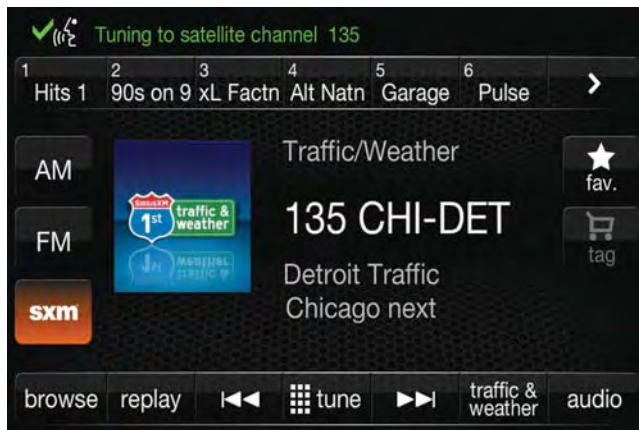 Tuning to satellite channel 135
1 Hits 1
2 90s on 9
3 xL Factn
4 Alt Natn
5 Garage
6 Pulse
AM
FM
sxm
SiriusXM
1st traffic &
weather
Traffic/Weather
135 CHI-DET
Detroit Traffic
Chicago next
fav.
tag
browse
replay
tune
traffic &
weather
audio